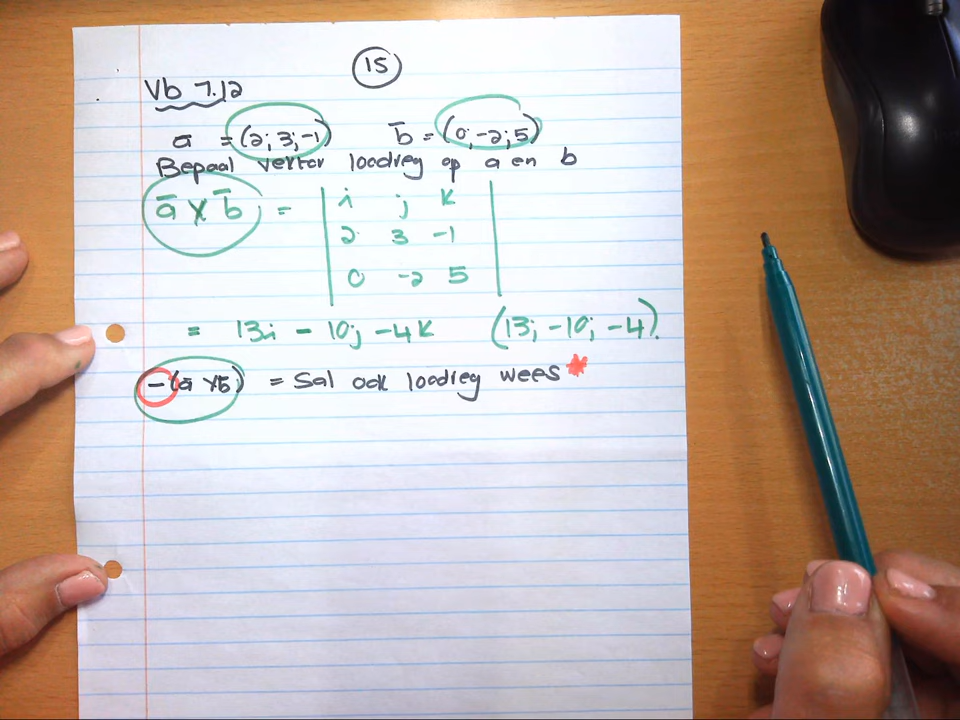 15
Vb 7.12
a̅ = (2; 3; -1) b̅ = (0; -2; 5)
Bepaal vektor loodreg op a en b
a̅ × b̅ = | i j k |
2 3 -1
0 -2 5
= 13i - 10j - 4k (13; -10; -4).
-(a̅ × b̅) = Sal ook loodreg wees *